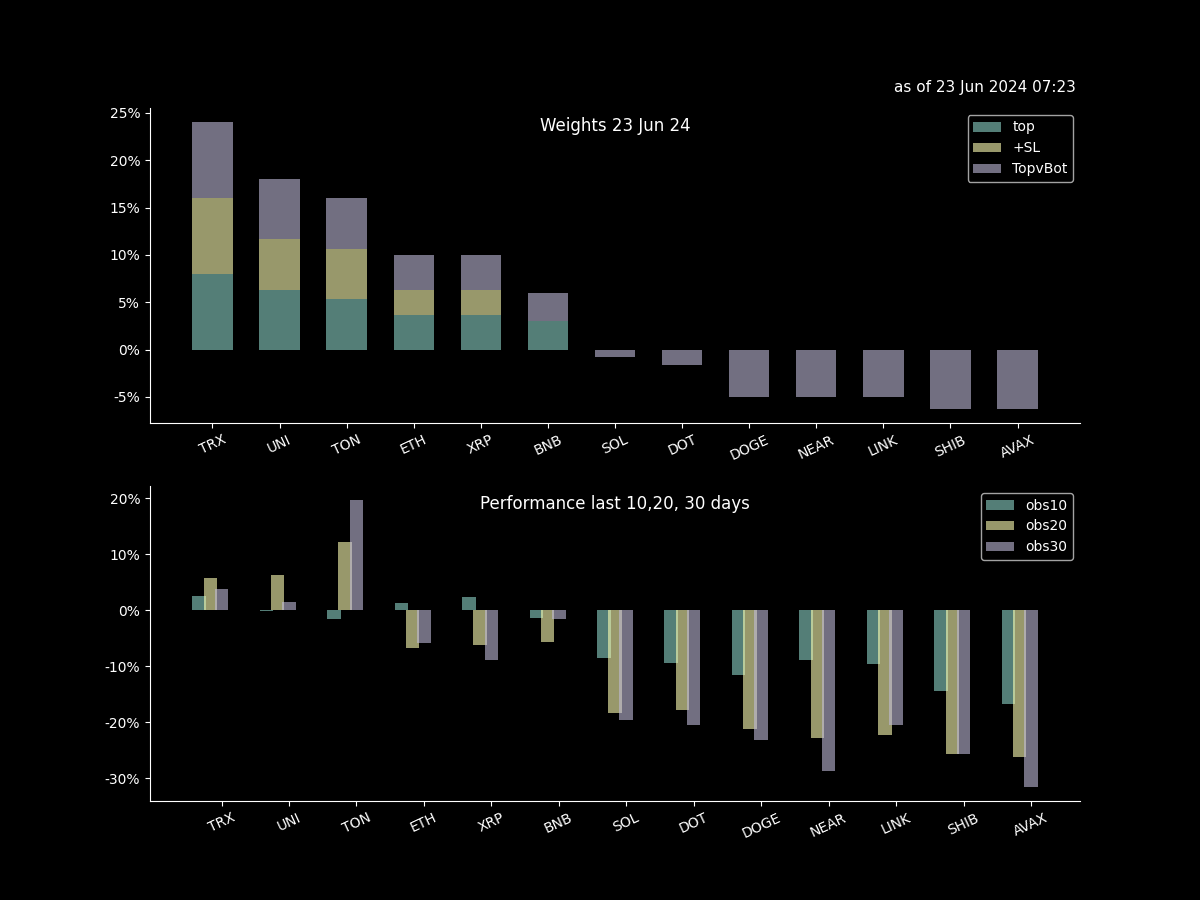 as of 23 Jun 2024 07:23
Weights 23 Jun 24
25%
20%
15%
10%
5%
0%
-5%
top
+SL
TopvBot
TRX UNI TON ETH XRP BNB SOL DOT DOGE NEAR LINK SHIB AVAX
Performance last 10,20, 30 days
20%
10%
0%
-10%
-20%
-30%
obs10
obs20
obs30
TRX UNI TON ETH XRP BNB SOL DOT DOGE NEAR LINK SHIB AVAX